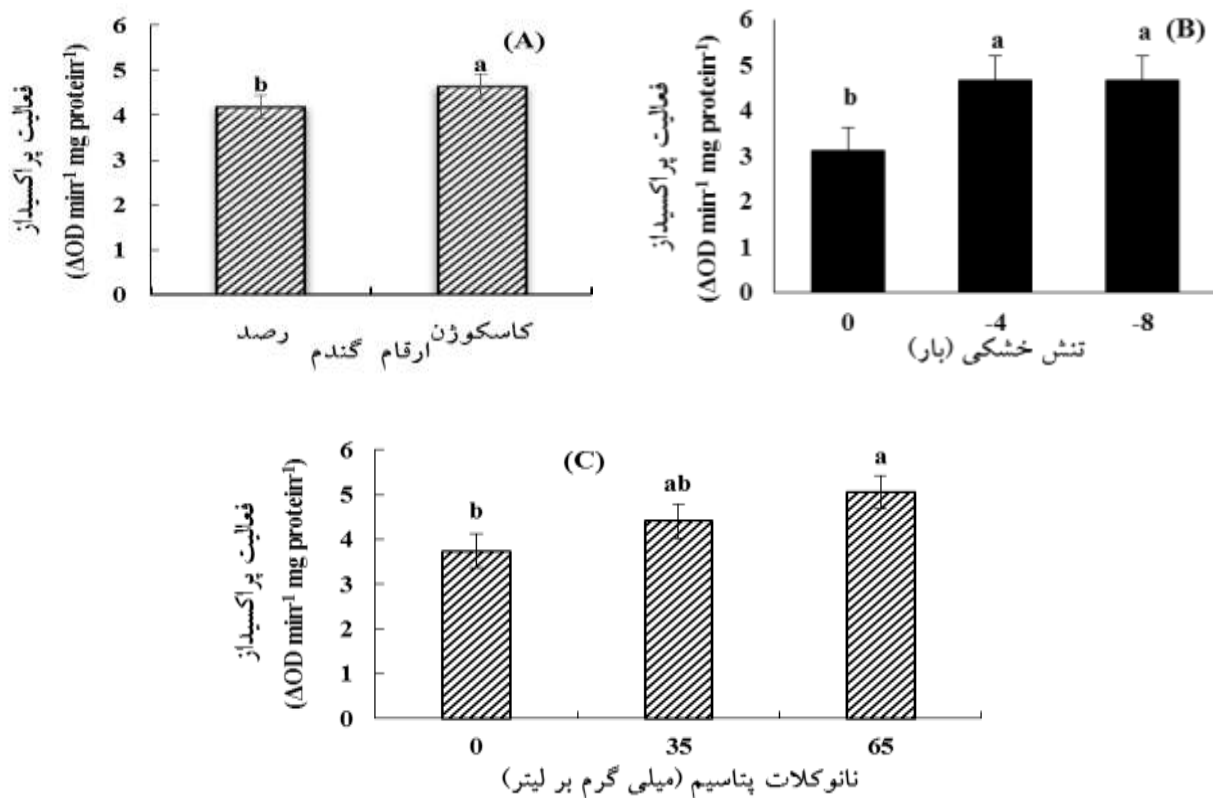 (A)
فعالیت پراکسیداز
(ΔOD min-1 mg protein-1)
6
5
4
3
2
1
0
b
a
رصد
کاسکوژن
ارقام گندم
(B)
فعالیت پراکسیداز
(ΔOD min-1 mg protein-1)
6
5
4
3
2
1
0
b
a
a
0
-4
-8
تنش خشکی (بار)
(C)
فعالیت پراکسیداز
(ΔOD min-1 mg protein-1)
6
5
4
3
2
1
0
b
ab
a
0
35
65
نانوکلات پتاسیم (میلی گرم بر لیتر)